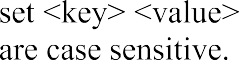 set <key> <value>
are case sensitive.